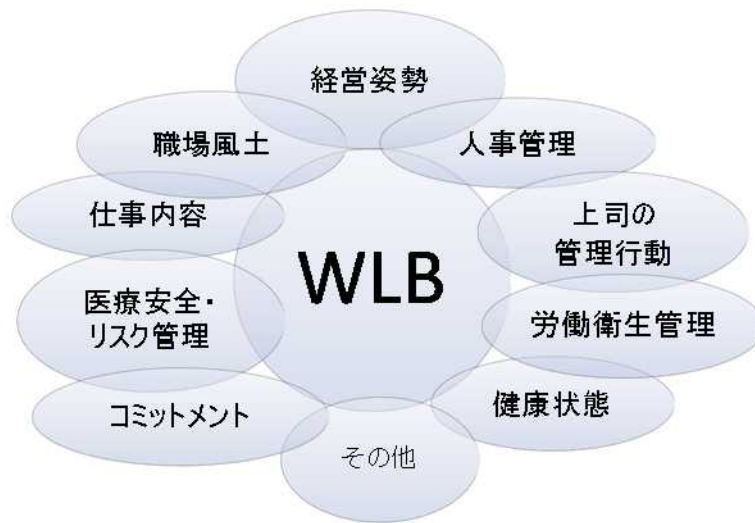 経営姿勢
職場風土
人事管理
仕事内容
上司の
管理行動
WLB
医療安全・
リスク管理
労働衛生管理
コミットメント
健康状態
その他